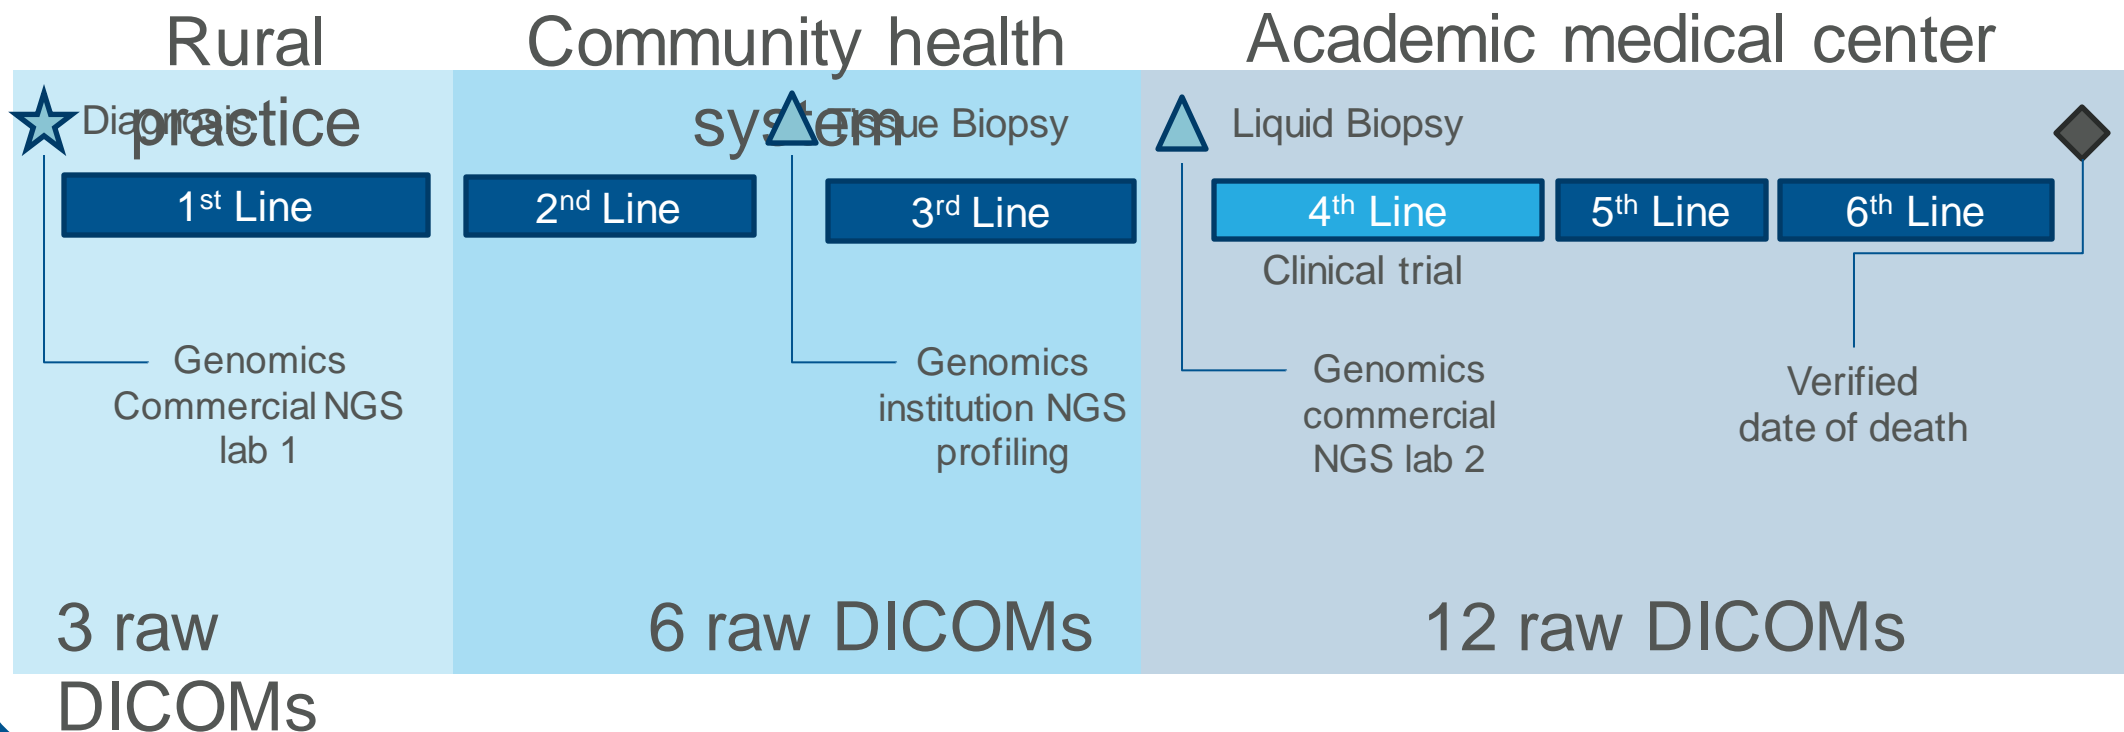 Rural
practice
Community health
system
Academic medical center
Diagnosis
Tissue Biopsy
Liquid Biopsy
1st Line
2nd Line
3rd Line
4th Line
5th Line
6th Line
Clinical trial
Genomics
Commercial NGS
lab 1
Genomics
institution NGS
profiling
Genomics
commercial
NGS lab 2
Verified
date of death
3 raw
DICOMs
6 raw DICOMs
12 raw DICOMs